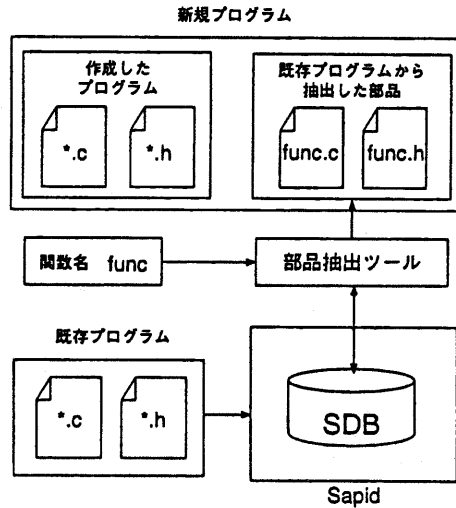 新規プログラム
作成した
プログラム
*.c
*.h
既存プログラムから
抽出した部品
func.c
func.h
関数名 func
部品抽出ツール
既存プログラム
*.c
*.h
SDB
Sapid